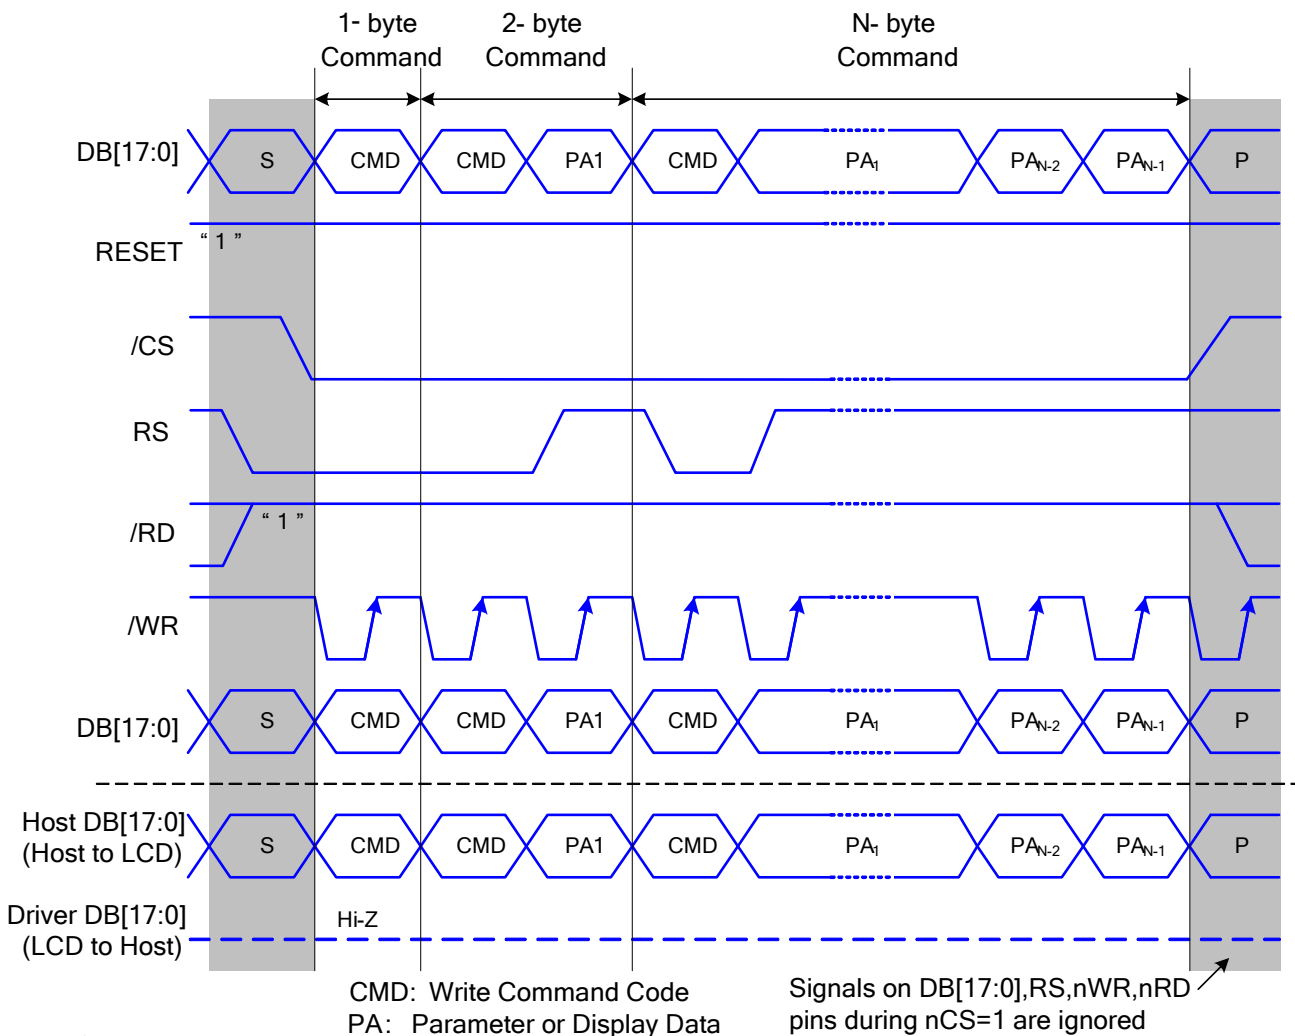 1- byte Command
2- byte Command
N- byte Command
DB[17:0] S CMD CMD PA1 CMD PA1 PAN-2 PAN-1 P
RESET “ 1 ”
/CS
RS
/RD “ 1 ”
/WR
DB[17:0] S CMD CMD PA1 CMD PA1 PAN-2 PAN-1 P
Host DB[17:0] (Host to LCD) S CMD CMD PA1 CMD PA1 PAN-2 PAN-1 P
Driver DB[17:0] (LCD to Host) Hi-Z
CMD: Write Command Code
PA: Parameter or Display Data
Signals on DB[17:0],RS,nWR,nRD
pins during nCS=1 are ignored